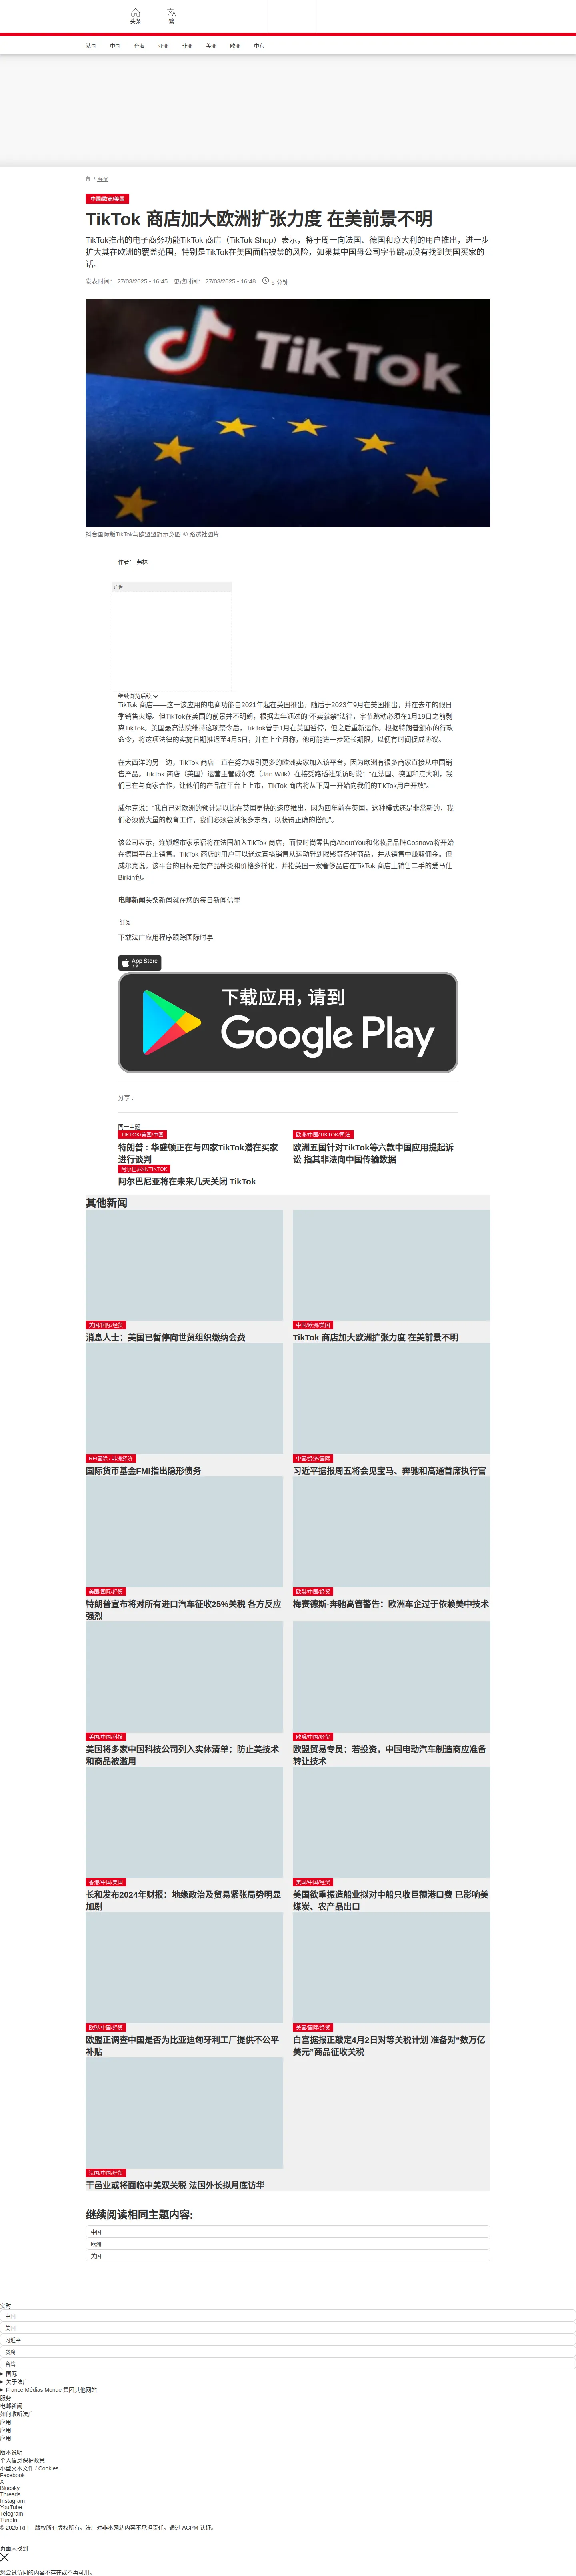 头条
繁
法国
中国
台海
亚洲
非洲
美洲
欧洲
中东
/ 经贸
中国/欧洲/美国
TikTok 商店加大欧洲扩张力度 在美前景不明
TikTok推出的电子商务功能TikTok 商店（TikTok Shop）表示，将于周一向法国、德国和意大利的用户推出，进一步
扩大其在欧洲的覆盖范围，特别是TikTok在美国面临被禁的风险，如果其中国母公司字节跳动没有找到美国买家的
话。
发表时间： 27/03/2025 - 16:45 更改时间： 27/03/2025 - 16:48 5 分钟
TikTok
抖音国际版TikTok与欧盟盟旗示意图 © 路透社图片
作者： 弗林
广告
继续浏览后续
TikTok 商店——这一该应用的电商功能自2021年起在英国推出，随后于2023年9月在美国推出，并在去年的假日
季销售火爆。但TikTok在美国的前景并不明朗，根据去年通过的“不卖就禁”法律，字节跳动必须在1月19日之前剥
离TikTok。美国最高法院维持这项禁令后，TikTok曾于1月在美国暂停，但之后重新运作。根据特朗普颁布的行政
命令，将这项法律的实施日期推迟至4月5日，并在上个月称，他可能进一步延长期限，以便有时间促成协议。
在大西洋的另一边，TikTok 商店一直在努力吸引更多的欧洲卖家加入该平台，因为欧洲有很多商家直接从中国销
售产品。TikTok 商店（英国）运营主管威尔克（Jan Wilk）在接受路透社采访时说：“在法国、德国和意大利，我
们已在与商家合作，让他们的产品在平台上上市，TikTok 商店将从下周一开始向我们的TikTok用户开放”。
威尔克说：“我自己对欧洲的预计是以比在英国更快的速度推出，因为四年前在英国，这种模式还是非常新的，我
们必须做大量的教育工作，我们必须尝试很多东西，以获得正确的搭配”。
该公司表示，连锁超市家乐福将在法国加入TikTok 商店，而快时尚零售商AboutYou和化妆品品牌Cosnova将开始
在德国平台上销售。TikTok 商店的用户可以通过直播销售从运动鞋到眼影等各种商品，并从销售中赚取佣金。但
威尔克说，该平台的目标是使产品种类和价格多样化，并指英国一家奢侈品店在TikTok 商店上销售二手的爱马仕
Birkin包。
电邮新闻头条新闻就在您的每日新闻信里
订阅
下载法广应用程序跟踪国际时事
App Store
下载
下载应用，请到
Google Play
分享 :
同一主题
TIKTOK/美国/中国
特朗普 : 华盛顿正在与四家TikTok潜在买家
进行谈判
欧洲/中国/TIKTOK/司法
欧洲五国针对TikTok等六款中国应用提起诉
讼 指其非法向中国传输数据
阿尔巴尼亚/TIKTOK
阿尔巴尼亚将在未来几天关闭 TikTok
其他新闻
美国/国际/经贸
消息人士：美国已暂停向世贸组织缴纳会费
中国/欧洲/美国
TikTok 商店加大欧洲扩张力度 在美前景不明
RFI国际 / 非洲经济
国际货币基金FMI指出隐形债务
中国/经济/国际
习近平据报周五将会见宝马、奔驰和高通首席执行官
美国/国际/经贸
特朗普宣布将对所有进口汽车征收25%关税 各方反应
强烈
欧盟/中国/经贸
梅赛德斯-奔驰高管警告：欧洲车企过于依赖美中技术
美国/中国/科技
美国将多家中国科技公司列入实体清单：防止美技术
和商品被滥用
欧盟/中国/经贸
欧盟贸易专员：若投资，中国电动汽车制造商应准备
转让技术
香港/中国/美国
长和发布2024年财报：地缘政治及贸易紧张局势明显
加剧
美国/中国/经贸
美国欲重振造船业拟对中船只收巨额港口费 已影响美
煤炭、农产品出口
欧盟/中国/经贸
欧盟正调查中国是否为比亚迪匈牙利工厂提供不公平
补贴
美国/国际/经贸
白宫据报正敲定4月2日对等关税计划 准备对“数万亿
美元”商品征收关税
法国/中国/经贸
干邑业或将面临中美双关税 法国外长拟月底访华
继续阅读相同主题内容:
中国
欧洲
美国
实时
中国
美国
习近平
贪腐
台湾
国际
关于法广
France Médias Monde 集团其他网站
服务
电邮新闻
如何收听法广
应用
应用
应用
版本说明
个人信息保护政策
小型文本文件 / Cookies
Facebook
X
Bluesky
Threads
Instagram
YouTube
Telegram
TuneIn
© 2025 RFI – 版权所有版权所有。法广对非本网站内容不承担责任。通过 ACPM 认证。
页面未找到
您尝试访问的内容不存在或不再可用。